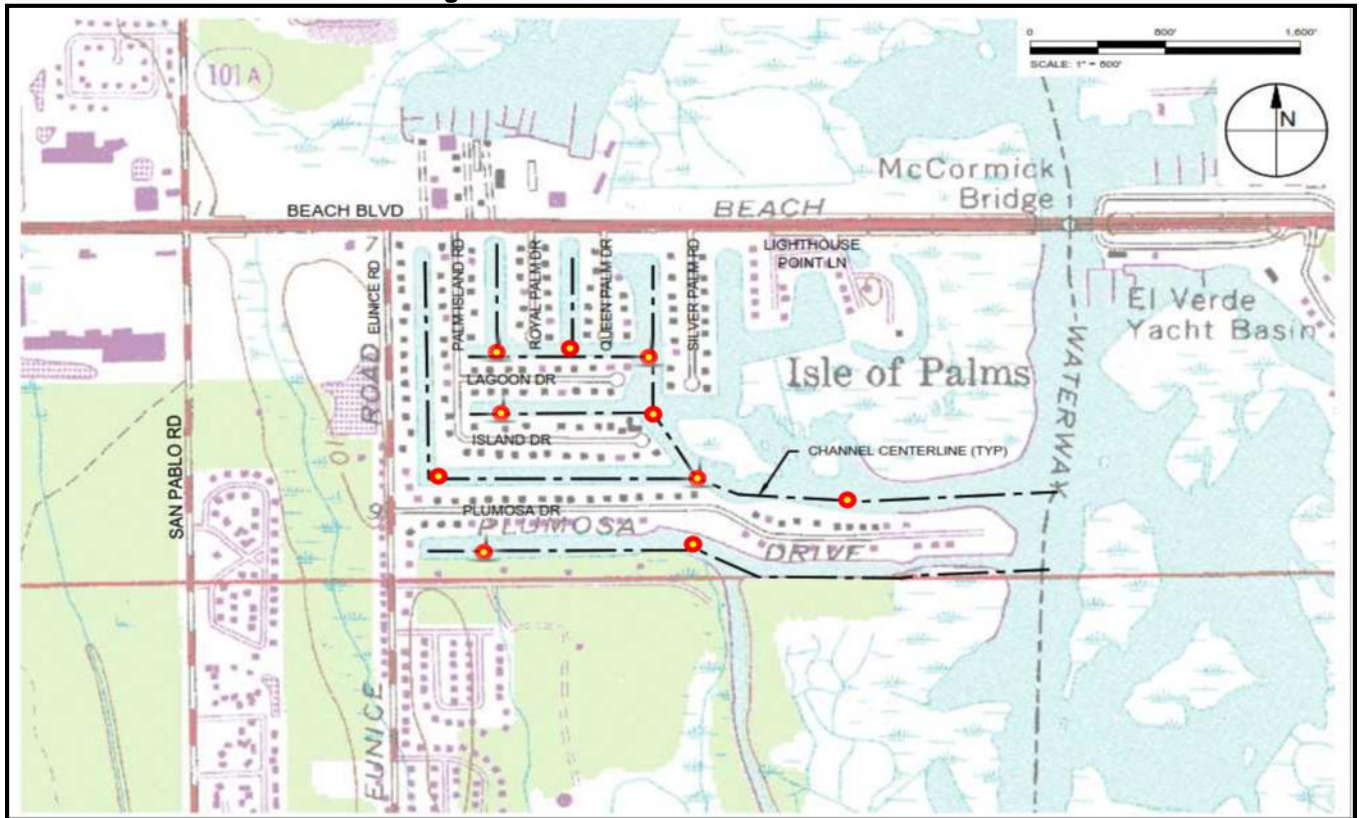 g
0 800' 1,600'
SCALE: 1" = 800'
N
101 A
McCormick
Bridge
BEACH BLVD
BEACH
7
EUNICE RD
PALM ISLAND RD
ROYAL PALM DR
QUEEN PALM DR
SILVER PALM RD
LIGHTHOUSE
POINT LN
El Verde
Yacht Basin
WATERWAY
ROAD
LAGOON DR
Isle of Palms
10
SAN PABLO RD
ISLAND DR
CHANNEL CENTERLINE (TYP)
9
PLUMOSA DR
PLUMOSA
DRIVE
EUNICE